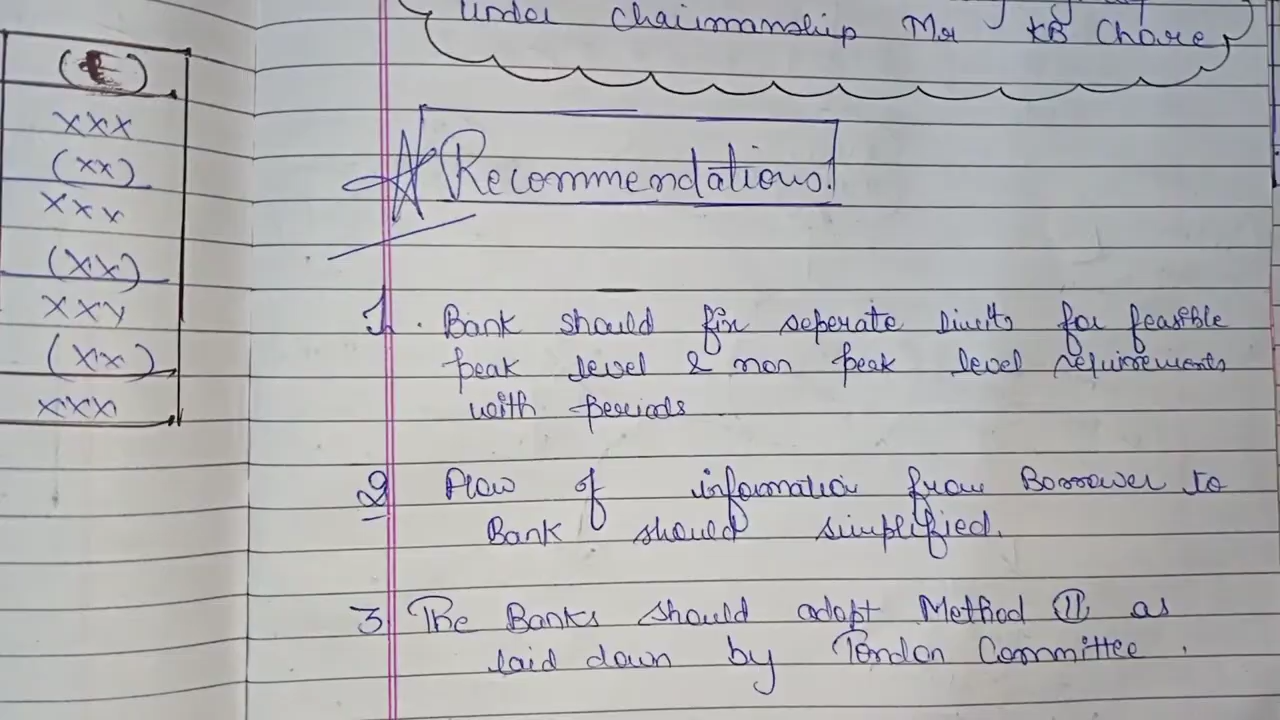 under chairmanship Mr KB Chore
(₹)
xxx
(xx)
xxx
(xx)
xxy
(xx)
xxx
Recommendations.
1. Bank should fix seperate limits for feasible
peak level & non peak level requirements
with periods
2 Flow of information from Borrower to
Bank should simplified.
3 The Banks should adopt Method II as
laid down by Tondon Committee.